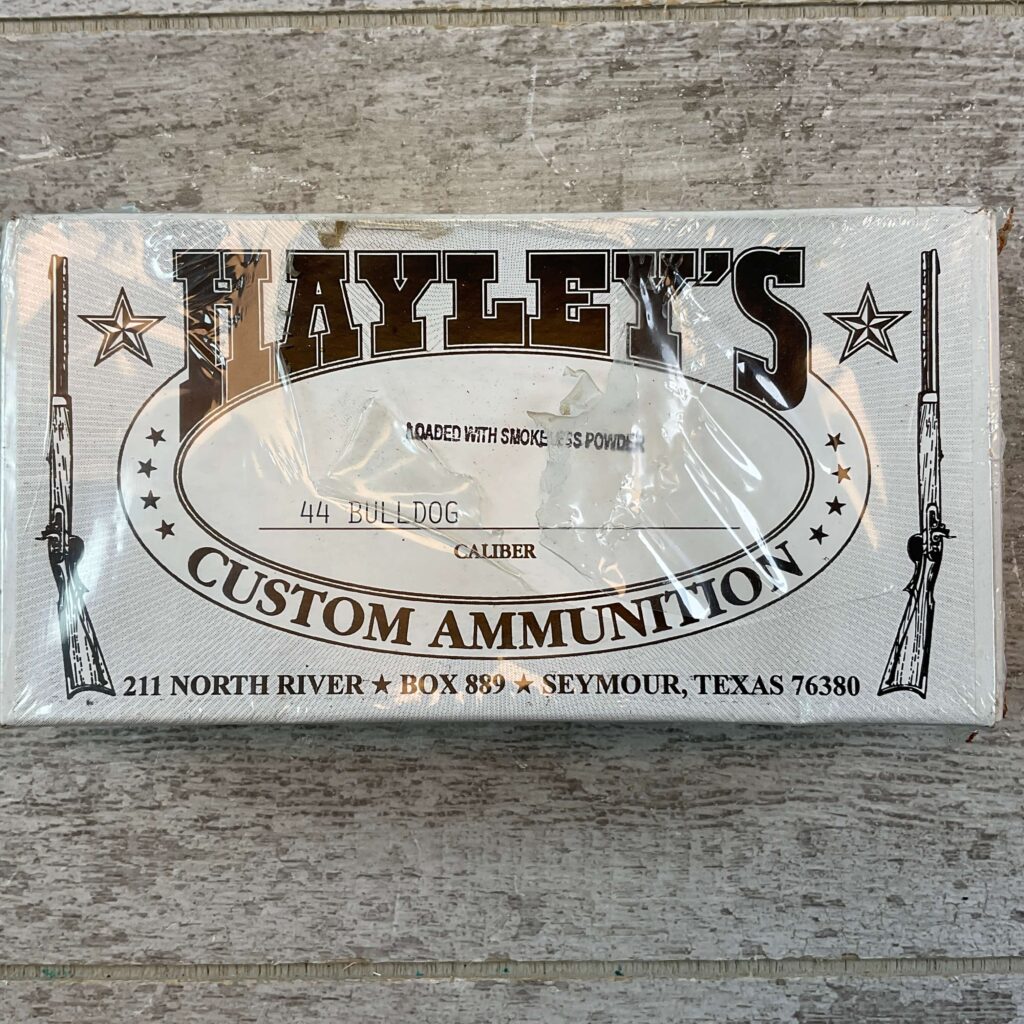 HAYLEY'S
LOADED WITH SMOKELESS POWDER
44 BULLDOG
CALIBER
CUSTOM AMMUNITION
211 NORTH RIVER ★ BOX 889 ★ SEYMOUR, TEXAS 76380